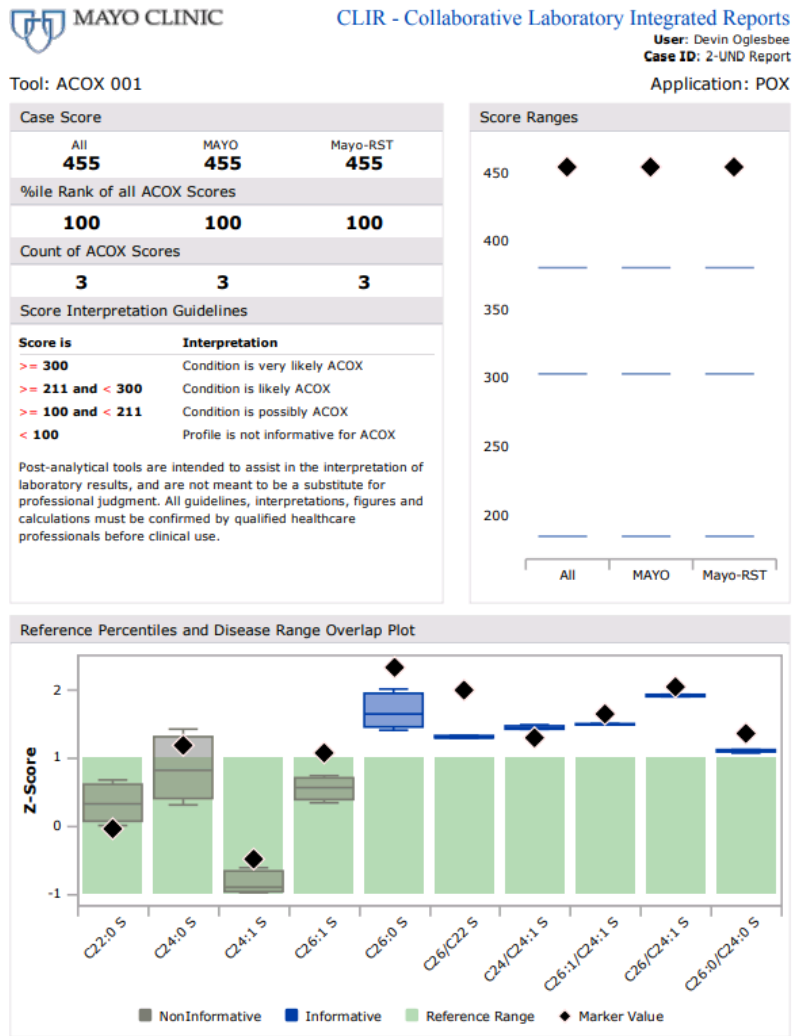 MAYO CLINIC
CLIR - Collaborative Laboratory Integrated Reports
User: Devin Oglesbee
Case ID: 2-UND Report
Tool: ACOX 001
Application: POX
Case Score
All MAYO Mayo-RST
455 455 455
%ile Rank of all ACOX Scores
100 100 100
Count of ACOX Scores
3 3 3
Score Interpretation Guidelines
Score is Interpretation
>= 300 Condition is very likely ACOX
>= 211 and < 300 Condition is likely ACOX
>= 100 and < 211 Condition is possibly ACOX
< 100 Profile is not informative for ACOX
Post-analytical tools are intended to assist in the interpretation of
laboratory results, and are not meant to be a substitute for
professional judgment. All guidelines, interpretations, figures and
calculations must be confirmed by qualified healthcare
professionals before clinical use.
Score Ranges
450
400
350
300
250
200
All MAYO Mayo-RST
Reference Percentiles and Disease Range Overlap Plot
Z-Score
2
1
0
-1
C22:0 S C24:0 S C24:1 S C26:1 S C26:0 S C26/C22 S C24/C24:1 S C26:1/C24:1 S C26/C24:1 S C26:0/C24:0 S
NonInformative Informative Reference Range Marker Value